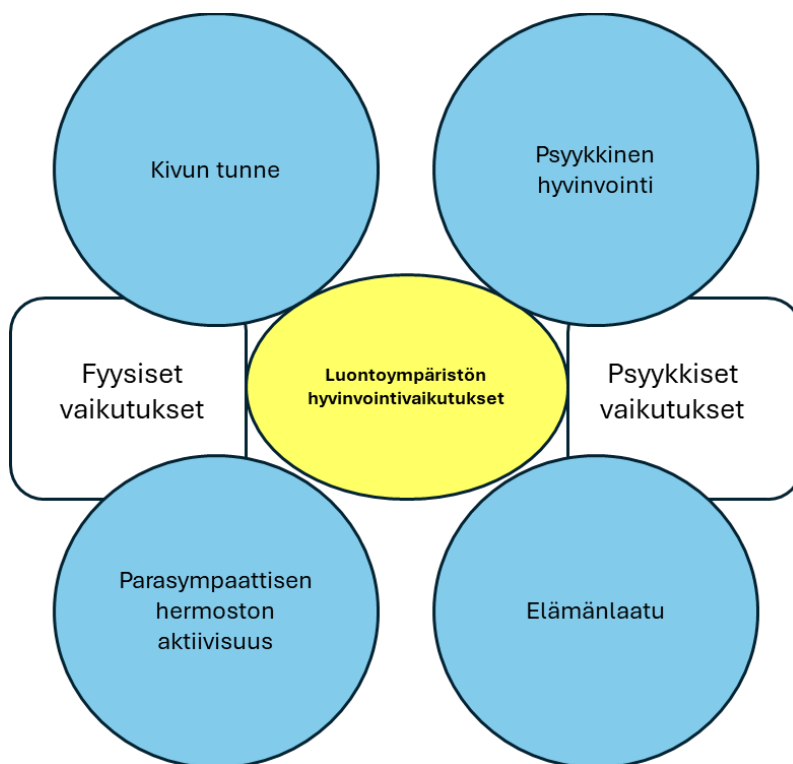 Kivun tunne
Psyykkinen
hyvinvointi
Fyysiset
vaikutukset
Luontoympäristön
hyvinvointivaikutukset
Psyykkiset
vaikutukset
Parasympaattisen
hermoston
aktiivisuus
Elämänlaatu